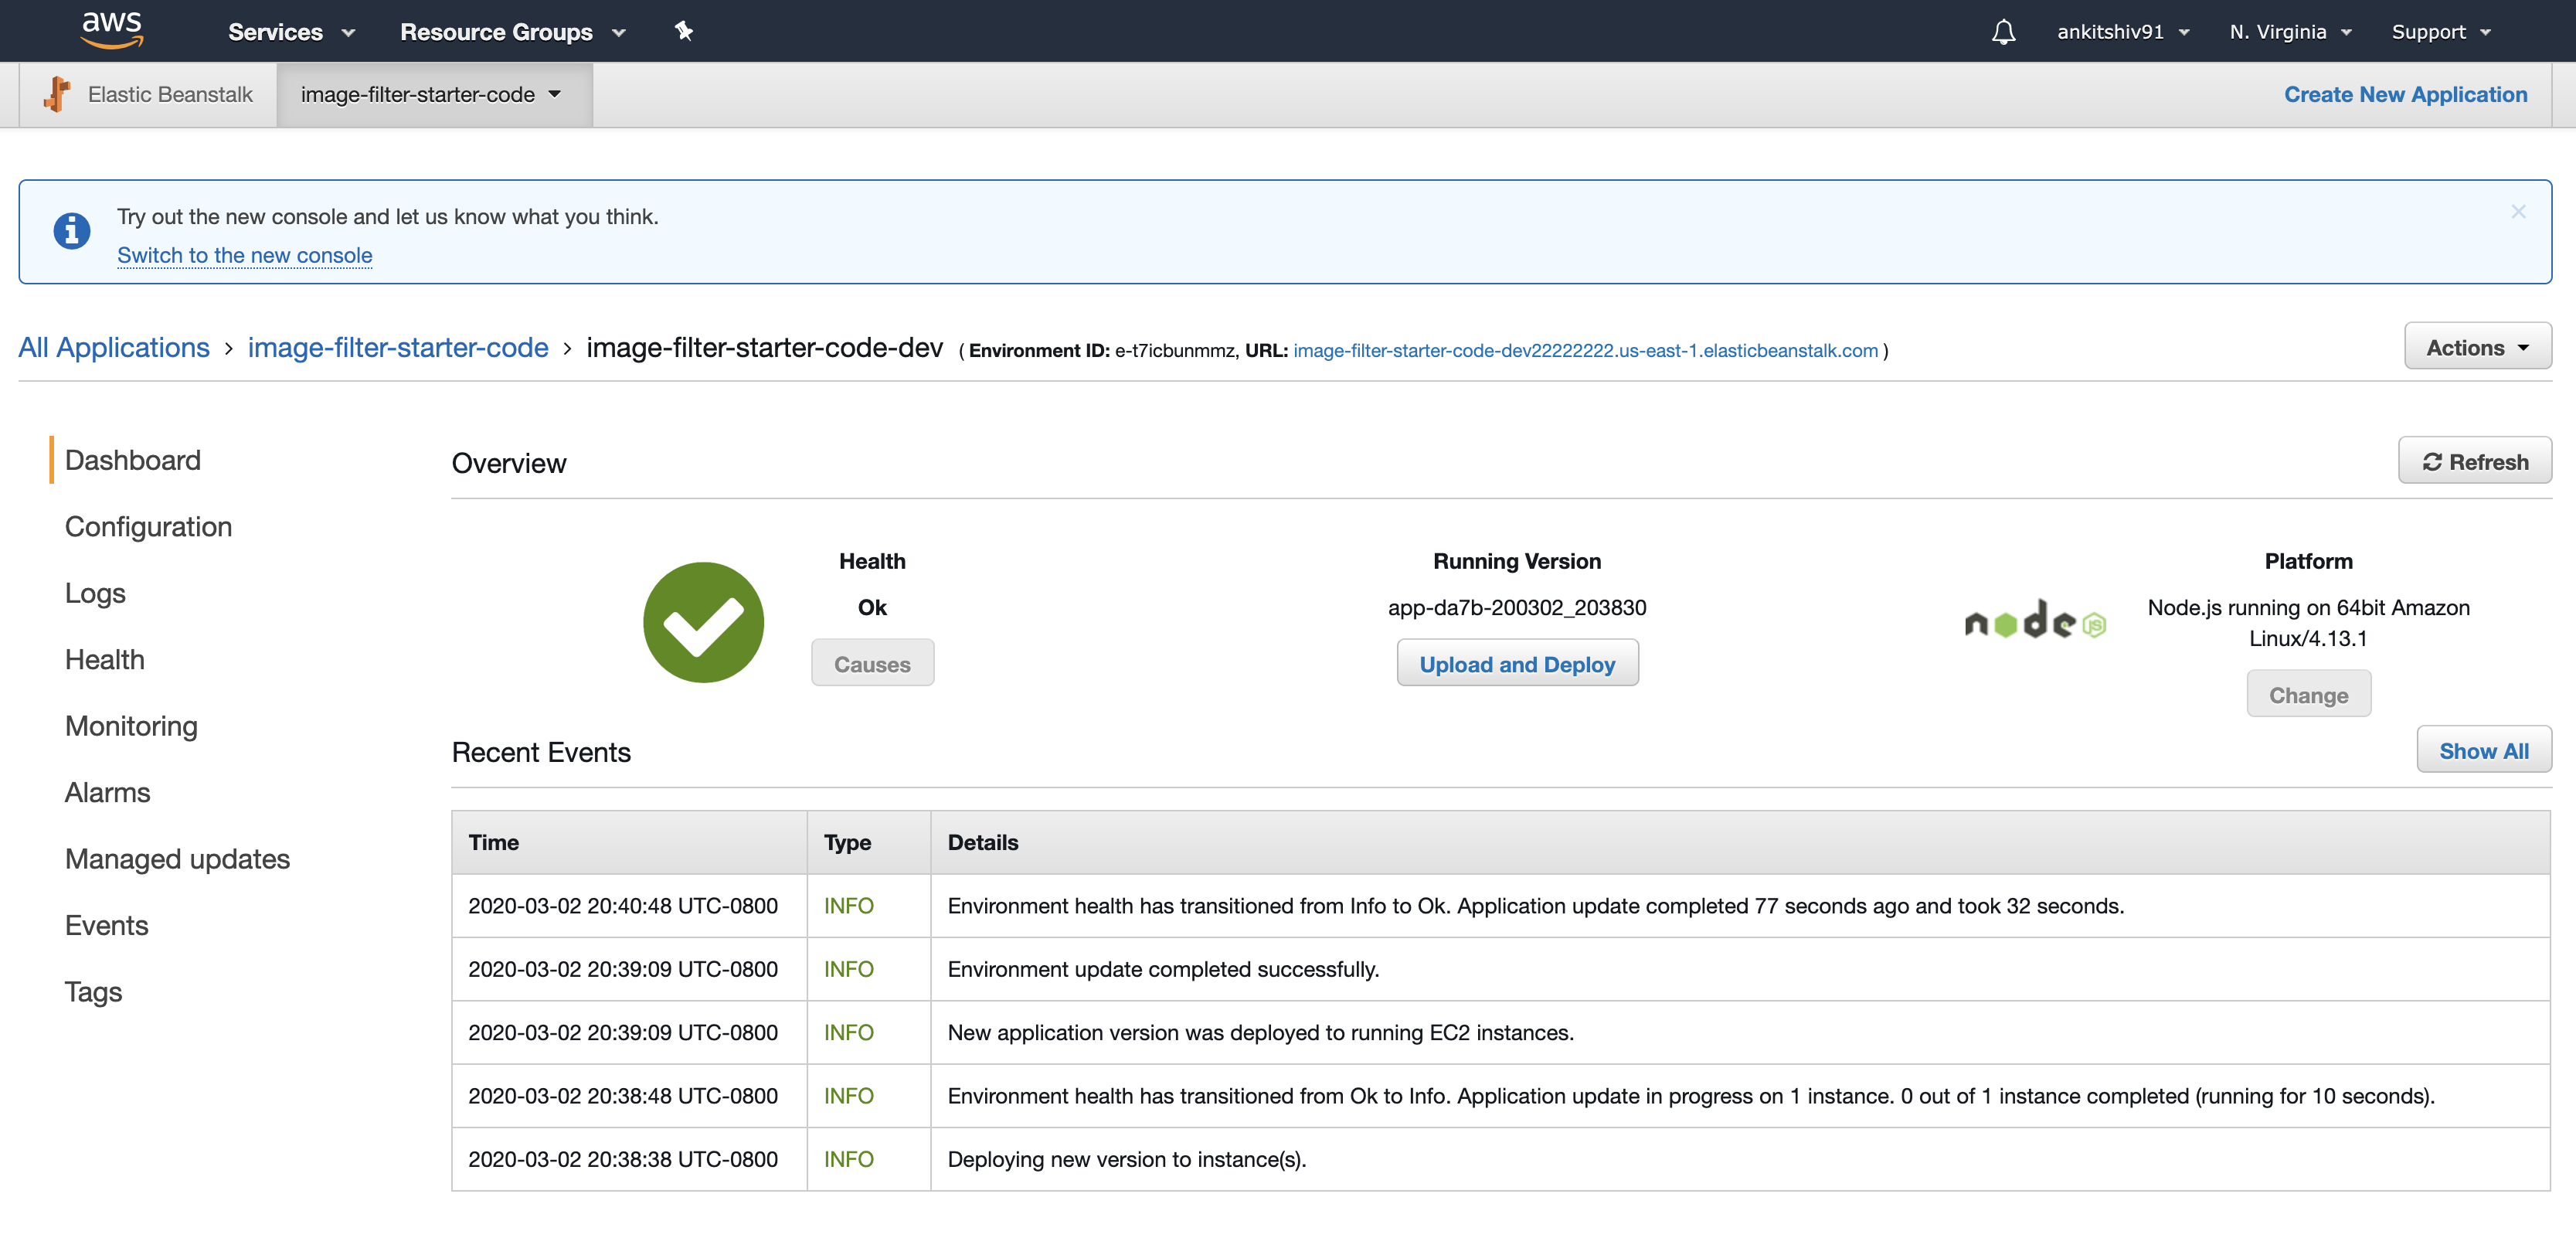 aws Services Resource Groups ankitshiv91 N. Virginia Support
Elastic Beanstalk image-filter-starter-code Create New Application
Try out the new console and let us know what you think.
Switch to the new console
All Applications > image-filter-starter-code > image-filter-starter-code-dev ( Environment ID: e-t7icbunmmz, URL: image-filter-starter-code-dev22222222.us-east-1.elasticbeanstalk.com )
Actions
Dashboard
Configuration
Logs
Health
Monitoring
Alarms
Managed updates
Events
Tags
Overview
Refresh
Health
Ok
Causes
Running Version
app-da7b-200302_203830
Upload and Deploy
node JS
Platform
Node.js running on 64bit Amazon
Linux/4.13.1
Change
Recent Events
Show All
Time Type Details
2020-03-02 20:40:48 UTC-0800 INFO Environment health has transitioned from Info to Ok. Application update completed 77 seconds ago and took 32 seconds.
2020-03-02 20:39:09 UTC-0800 INFO Environment update completed successfully.
2020-03-02 20:39:09 UTC-0800 INFO New application version was deployed to running EC2 instances.
2020-03-02 20:38:48 UTC-0800 INFO Environment health has transitioned from Ok to Info. Application update in progress on 1 instance. 0 out of 1 instance completed (running for 10 seconds).
2020-03-02 20:38:38 UTC-0800 INFO Deploying new version to instance(s).